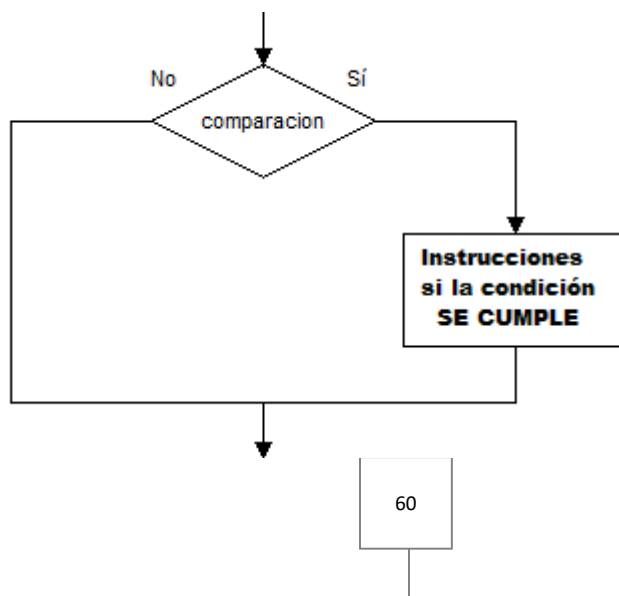 No
Sí
comparacion
Instrucciones
si la condición
SE CUMPLE
60